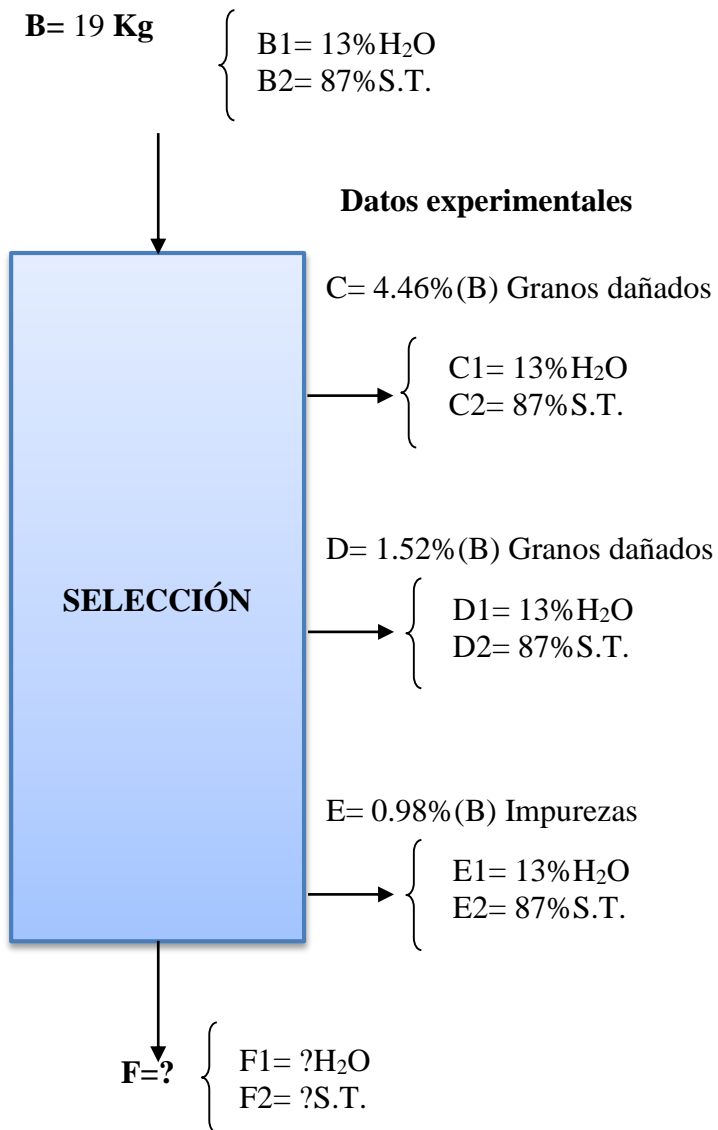 B= 19 Kg
B1= 13%H₂O
B2= 87%S.T.
Datos experimentales
C= 4.46%(B) Granos dañados
C1= 13%H₂O
C2= 87%S.T.
D= 1.52%(B) Granos dañados
SELECCIÓN
D1= 13%H₂O
D2= 87%S.T.
E= 0.98%(B) Impurezas
E1= 13%H₂O
E2= 87%S.T.
F=?
F1= ?H₂O
F2= ?S.T.